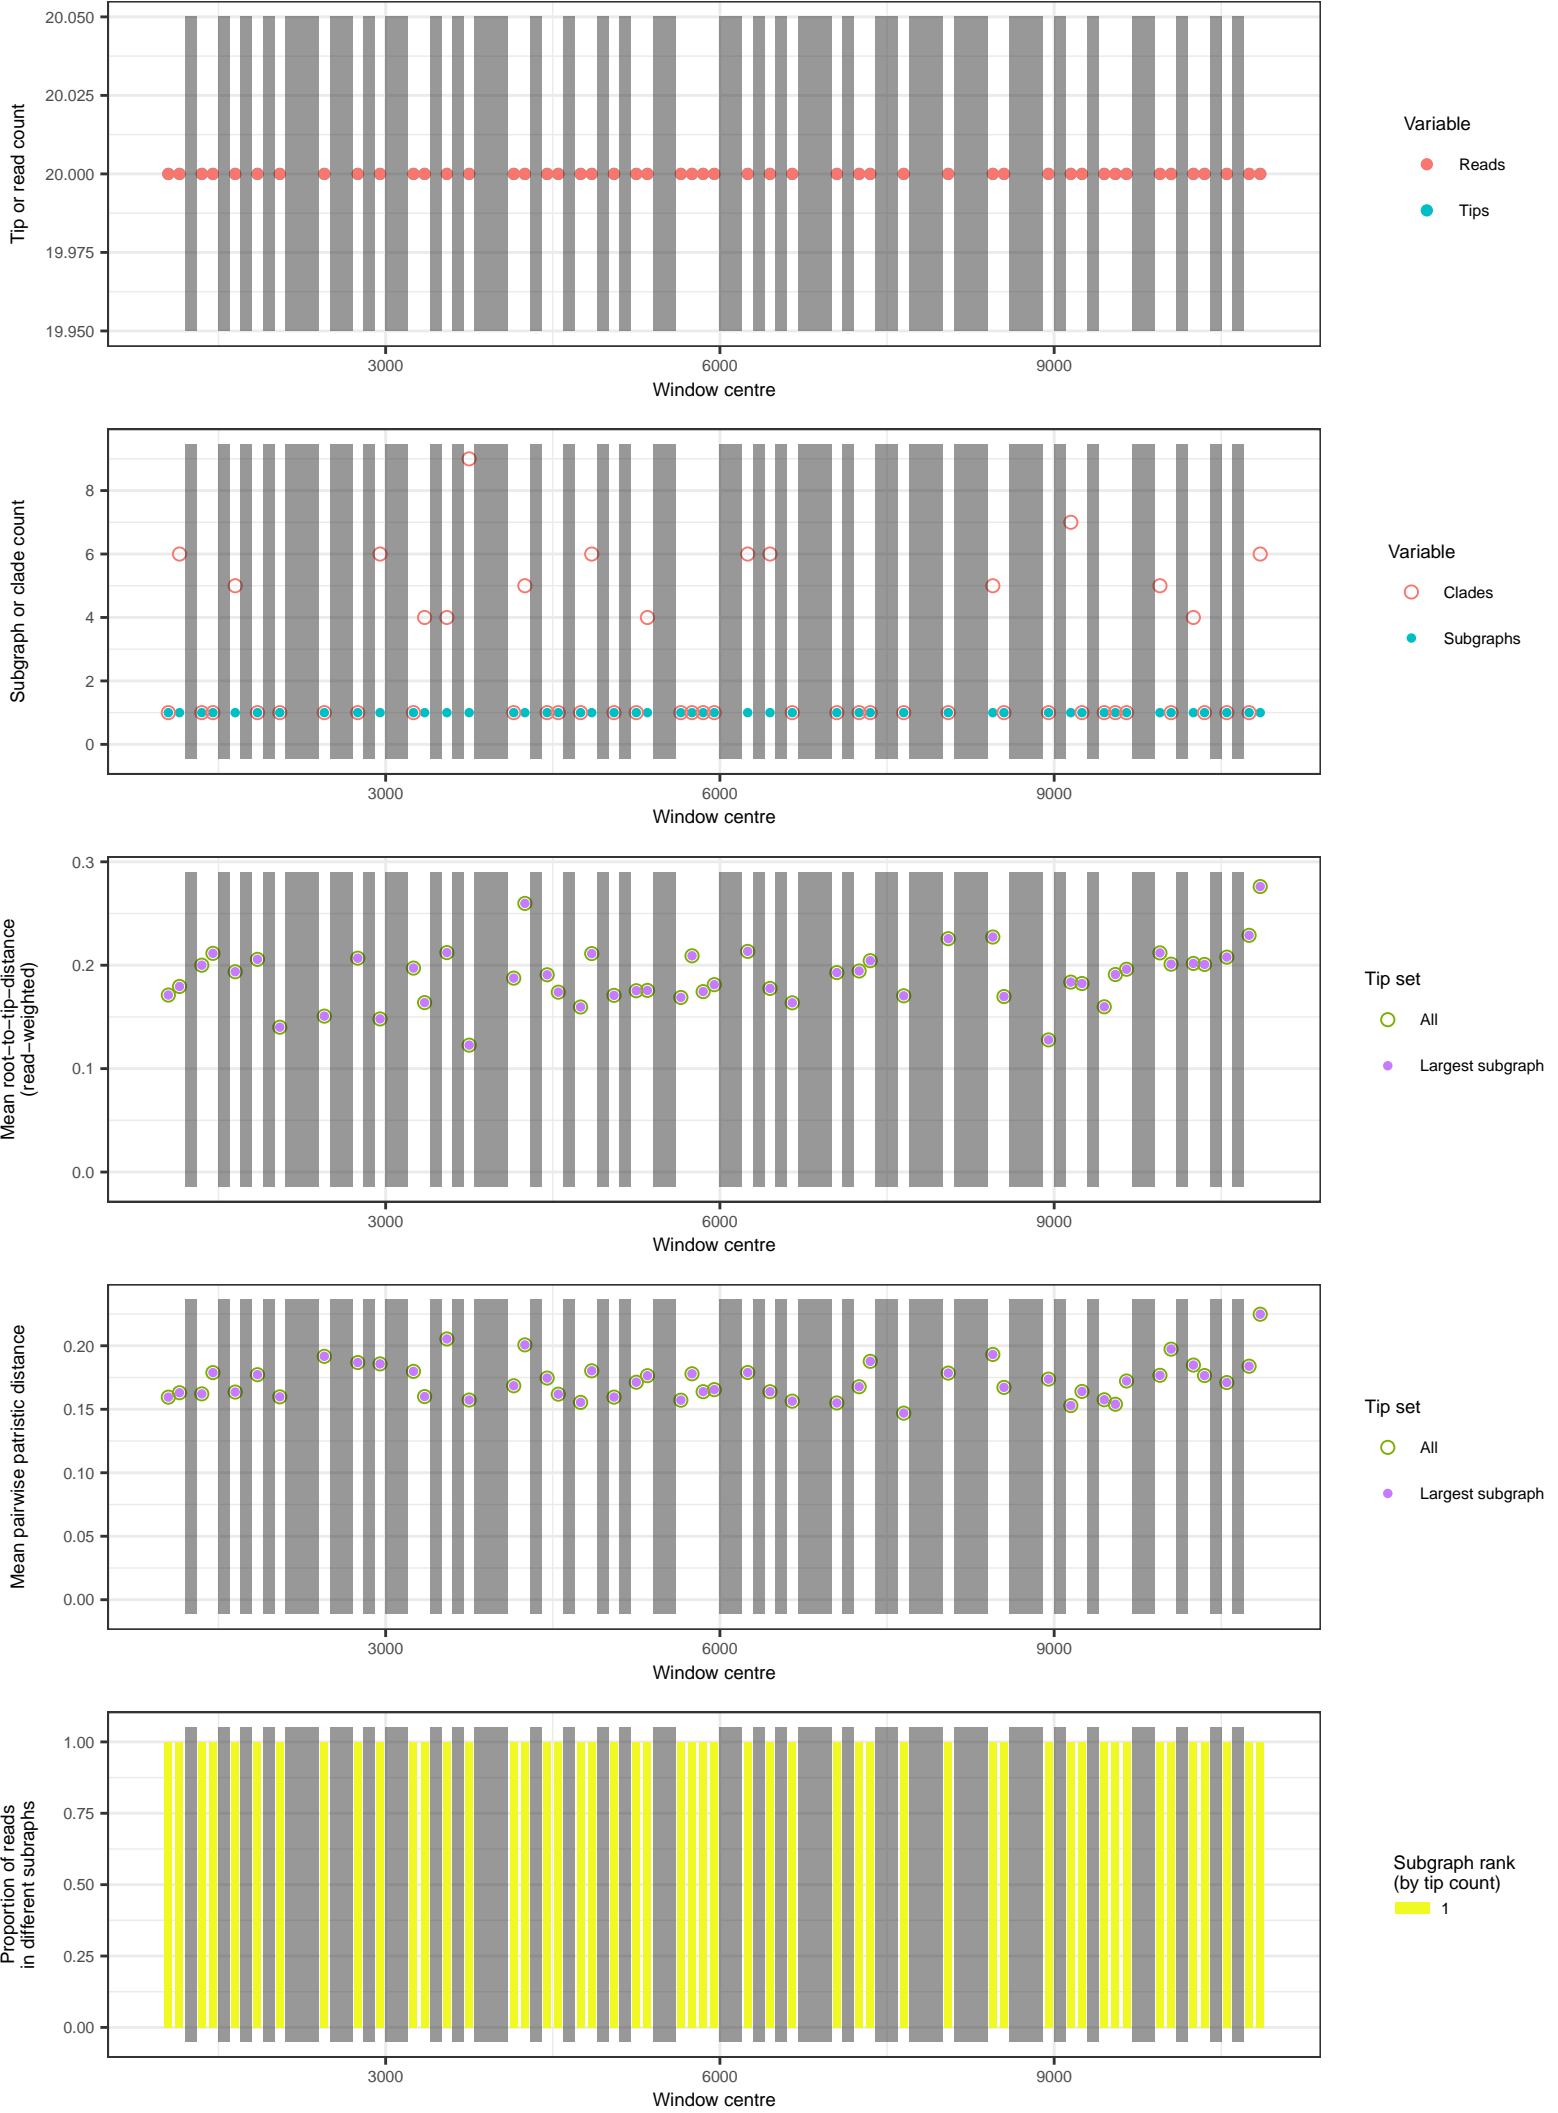 20.050
20.025
20.000
19.975
19.950
Tip or read count
3000 6000 9000
Window centre
Variable
Reads
Tips
8
6
4
2
0
Subgraph or clade count
3000 6000 9000
Window centre
Variable
Clades
Subgraphs
0.3
0.2
0.1
0.0
Mean root−to−tip−distance
(read−weighted)
3000 6000 9000
Window centre
Tip set
All
Largest subgraph
0.20
0.15
0.10
0.05
0.00
Mean pairwise patristic distance
3000 6000 9000
Window centre
Tip set
All
Largest subgraph
1.00
0.75
0.50
0.25
0.00
Proportion of reads
in different subraphs
3000 6000 9000
Window centre
Subgraph rank
(by tip count)
1